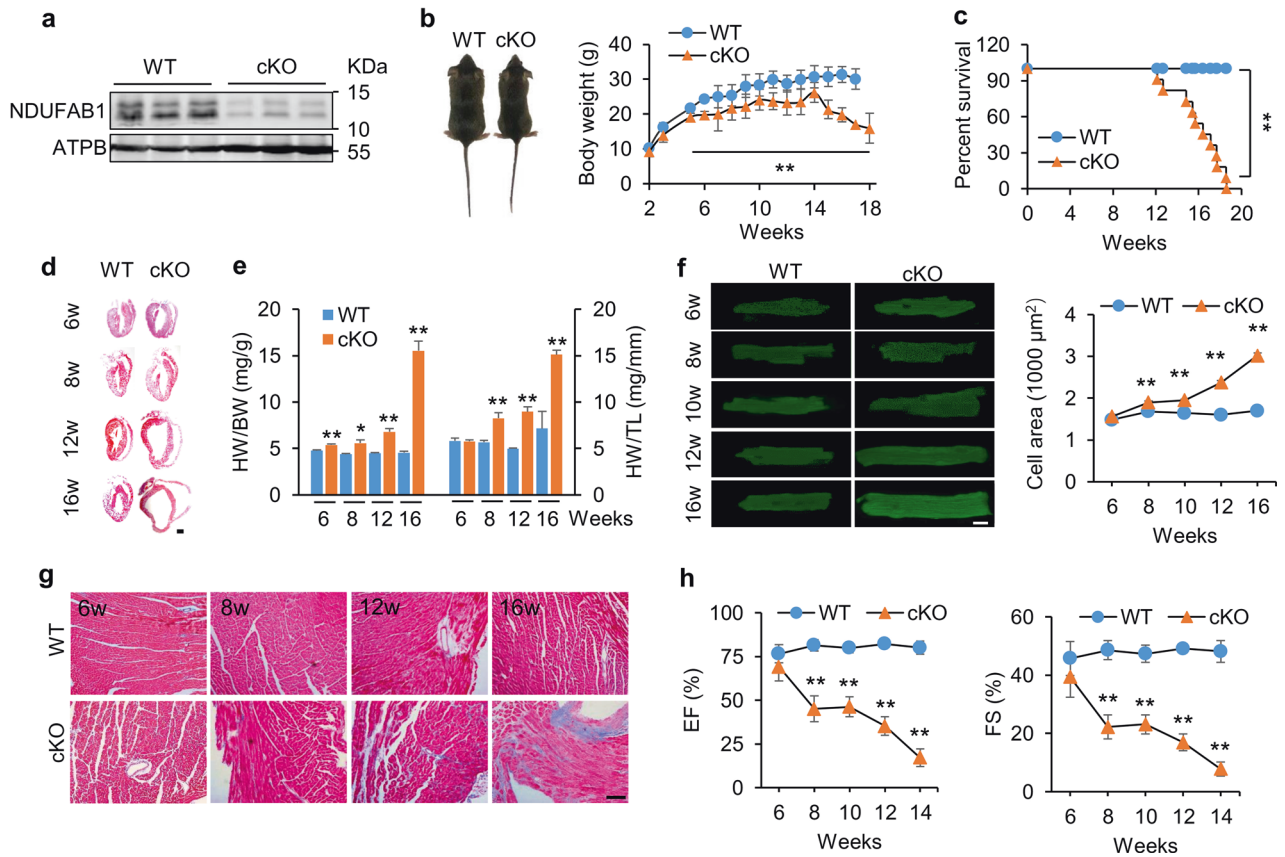 a
WT cKO KDa
NDUFAB1
15
10
ATPB
55
b
WT cKO
WT
cKO
Body weight (g)
40
30
20
10
0
**
2 6 10 14 18
Weeks
c
Percent survival
120
90
60
30
0
WT
cKO
**
0 4 8 12 16 20
Weeks
d
WT cKO
6w
8w
12w
16w
e
HW/BW (mg/g)
20
15
10
5
0
WT
cKO
** * ** **
** ** **
20
15
10
5
0
HW/TL (mg/mm)
6 8 12 16 6 8 12 16 Weeks
f
WT cKO
6w
8w
10w
12w
16w
WT
cKO
Cell area (1000 µm²)
4
3
2
1
0
** ** ** **
6 8 10 12 16
Weeks
g
6w 8w 12w 16w
WT
cKO
h
WT cKO
EF (%)
100
75
50
25
0
** ** ** **
6 8 10 12 14
Weeks
WT cKO
FS (%)
60
40
20
0
** ** ** **
6 8 10 12 14
Weeks